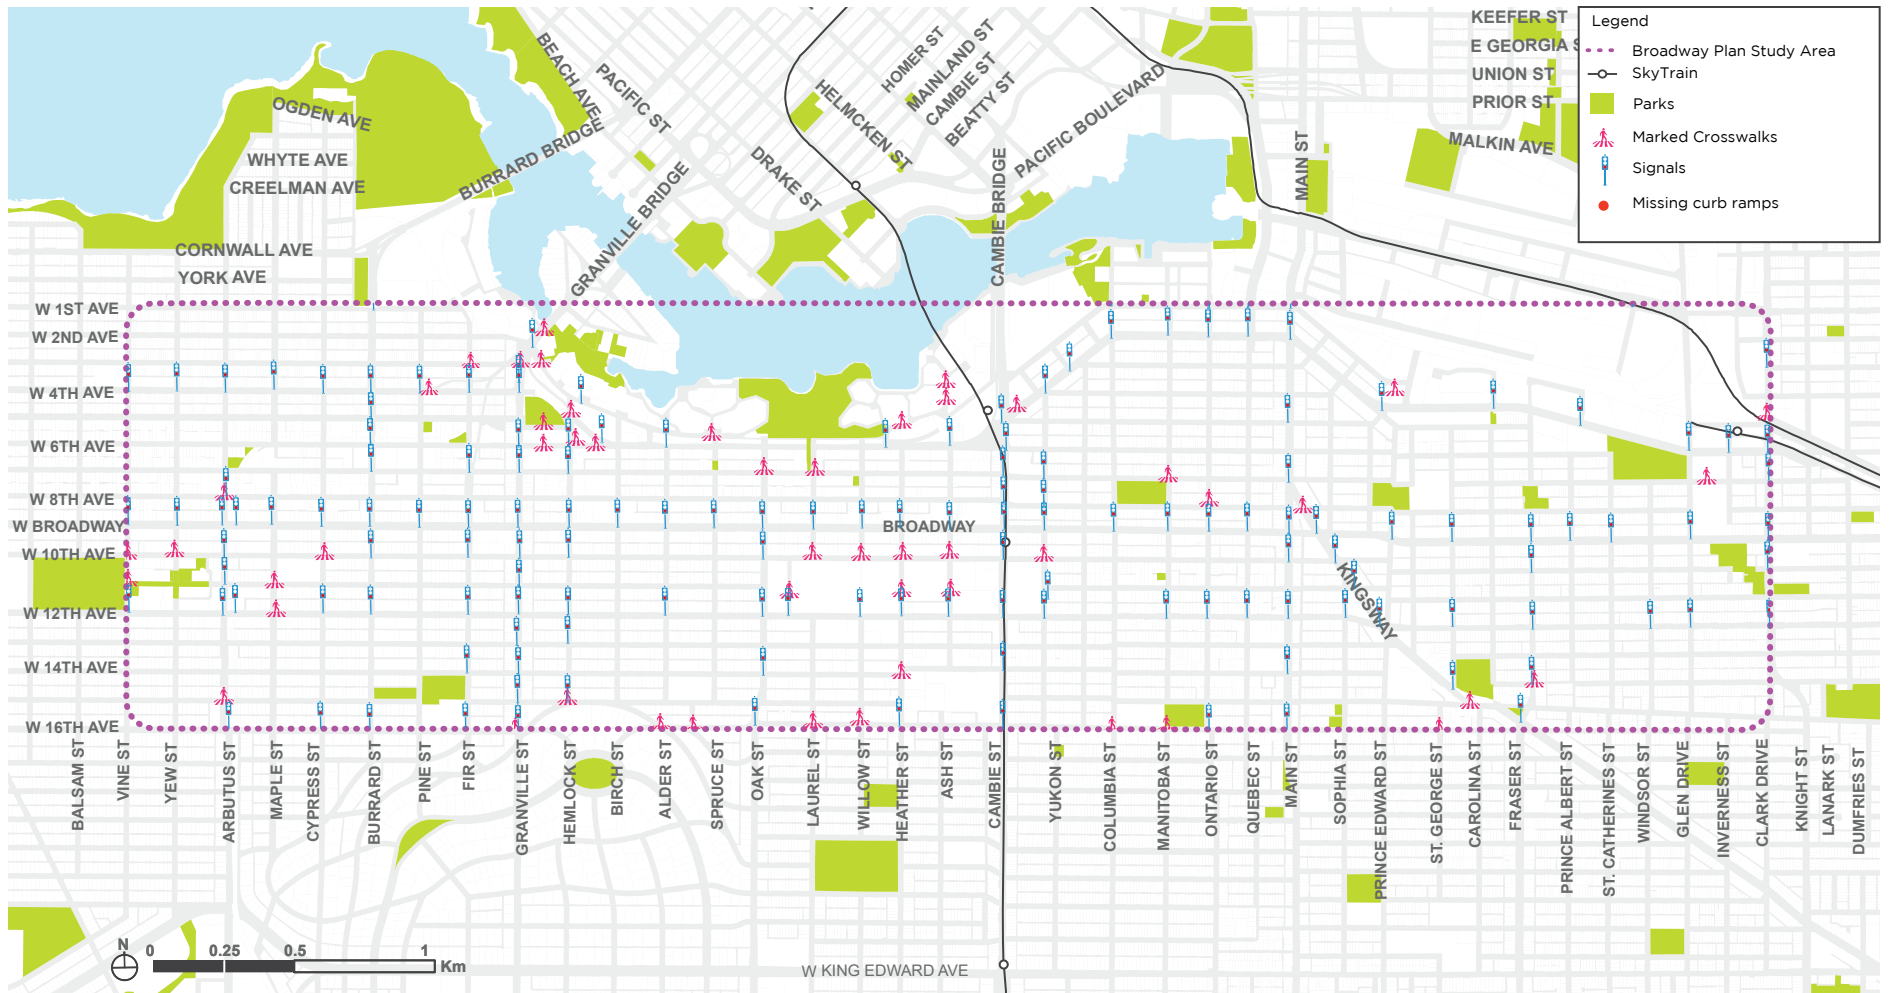 Legend
Broadway Plan Study Area
SkyTrain
Parks
Marked Crosswalks
Signals
Missing curb ramps
KEEFER ST
E GEORGIA S
UNION ST
PRIOR ST
MALKIN AVE
MAIN ST
BEACH AVE
PACIFIC ST
HOMER ST
MAINLAND ST
CAMBIE ST
BEATTY ST
HELMCKEN ST
PACIFIC BOULEVARD
DRAKE ST
BURRARD BRIDGE
GRANVILLE BRIDGE
CAMBIE BRIDGE
OGDEN AVE
WHYTE AVE
CREELMAN AVE
CORNWALL AVE
YORK AVE
W 1ST AVE
W 2ND AVE
W 4TH AVE
W 6TH AVE
W 8TH AVE
W BROADWAY
BROADWAY
W 10TH AVE
W 12TH AVE
KINGSWAY
W 14TH AVE
W 16TH AVE
BALSAM ST
VINE ST
YEW ST
ARBUTUS ST
MAPLE ST
CYPRESS ST
BURRARD ST
PINE ST
FIR ST
GRANVILLE ST
HEMLOCK ST
BIRCH ST
ALDER ST
SPRUCE ST
OAK ST
LAUREL ST
WILLOW ST
HEATHER ST
ASH ST
CAMBIE ST
YUKON ST
COLUMBIA ST
MANITOBA ST
ONTARIO ST
QUEBEC ST
MAIN ST
SOPHIA ST
PRINCE EDWARD ST
ST. GEORGE ST
CAROLINA ST
FRASER ST
PRINCE ALBERT ST
ST. CATHERINES ST
WINDSOR ST
GLEN DRIVE
INVERNESS ST
CLARK DRIVE
KNIGHT ST
LANARK ST
DUMFRIES ST
N
0 0.25 0.5 1
Km
W KING EDWARD AVE